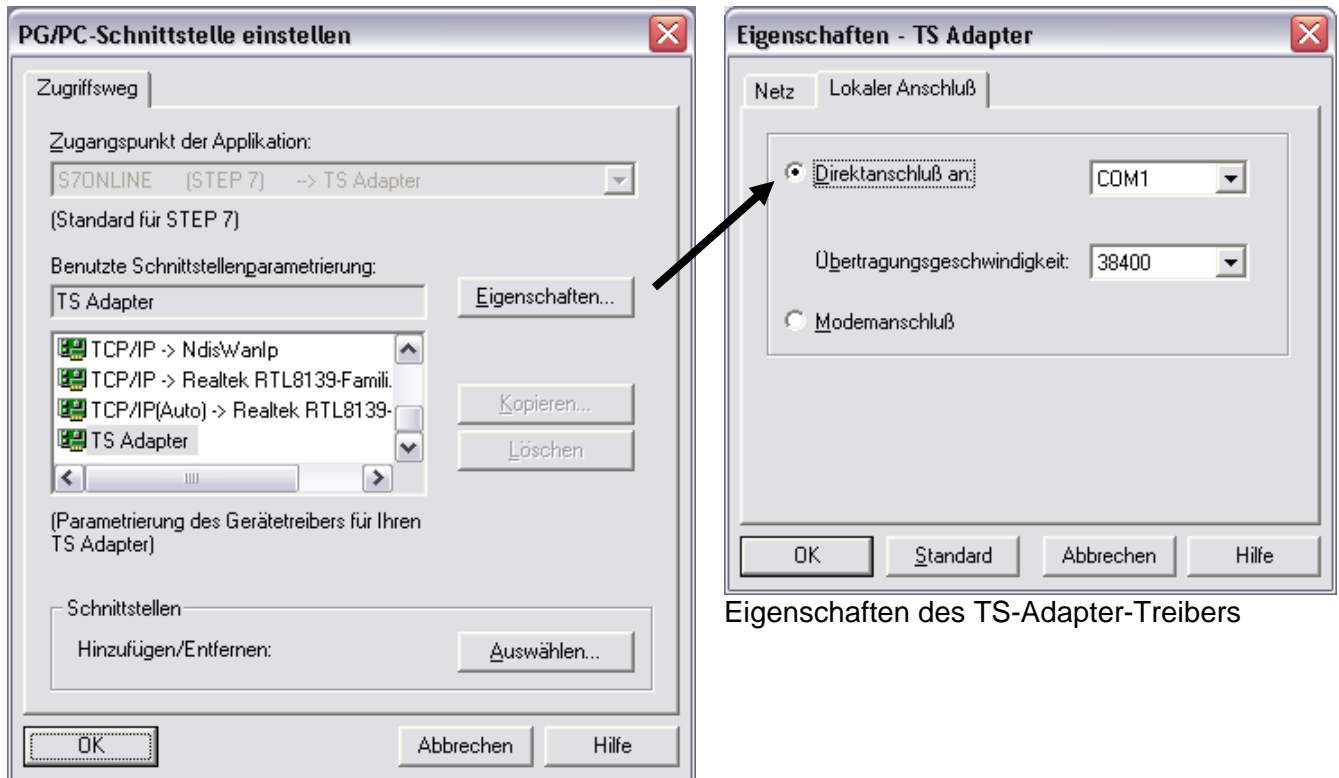 PG/PC-Schnittstelle einstellen
Zugriffsweg
Zugangspunkt der Applikation:
S7ONLINE (STEP 7) --> TS Adapter
(Standard für STEP 7)
Benutzte Schnittstellenparametrierung:
TS Adapter
Eigenschaften...
TCP/IP -> NdisWanIp
TCP/IP -> Realtek RTL8139-Famili.
TCP/IP(Auto) -> Realtek RTL8139-
TS Adapter
Kopieren...
Löschen
(Parametrierung des Gerätetreibers für Ihren
TS Adapter)
Schnittstellen
Hinzufügen/Entfernen:
Auswählen...
OK
Abbrechen
Hilfe
Eigenschaften - TS Adapter
Netz
Lokaler Anschluß
Direktanschluß an:
COM1
Übertragungsgeschwindigkeit:
38400
Modemanschluß
OK
Standard
Abbrechen
Hilfe
Eigenschaften des TS-Adapter-Treibers